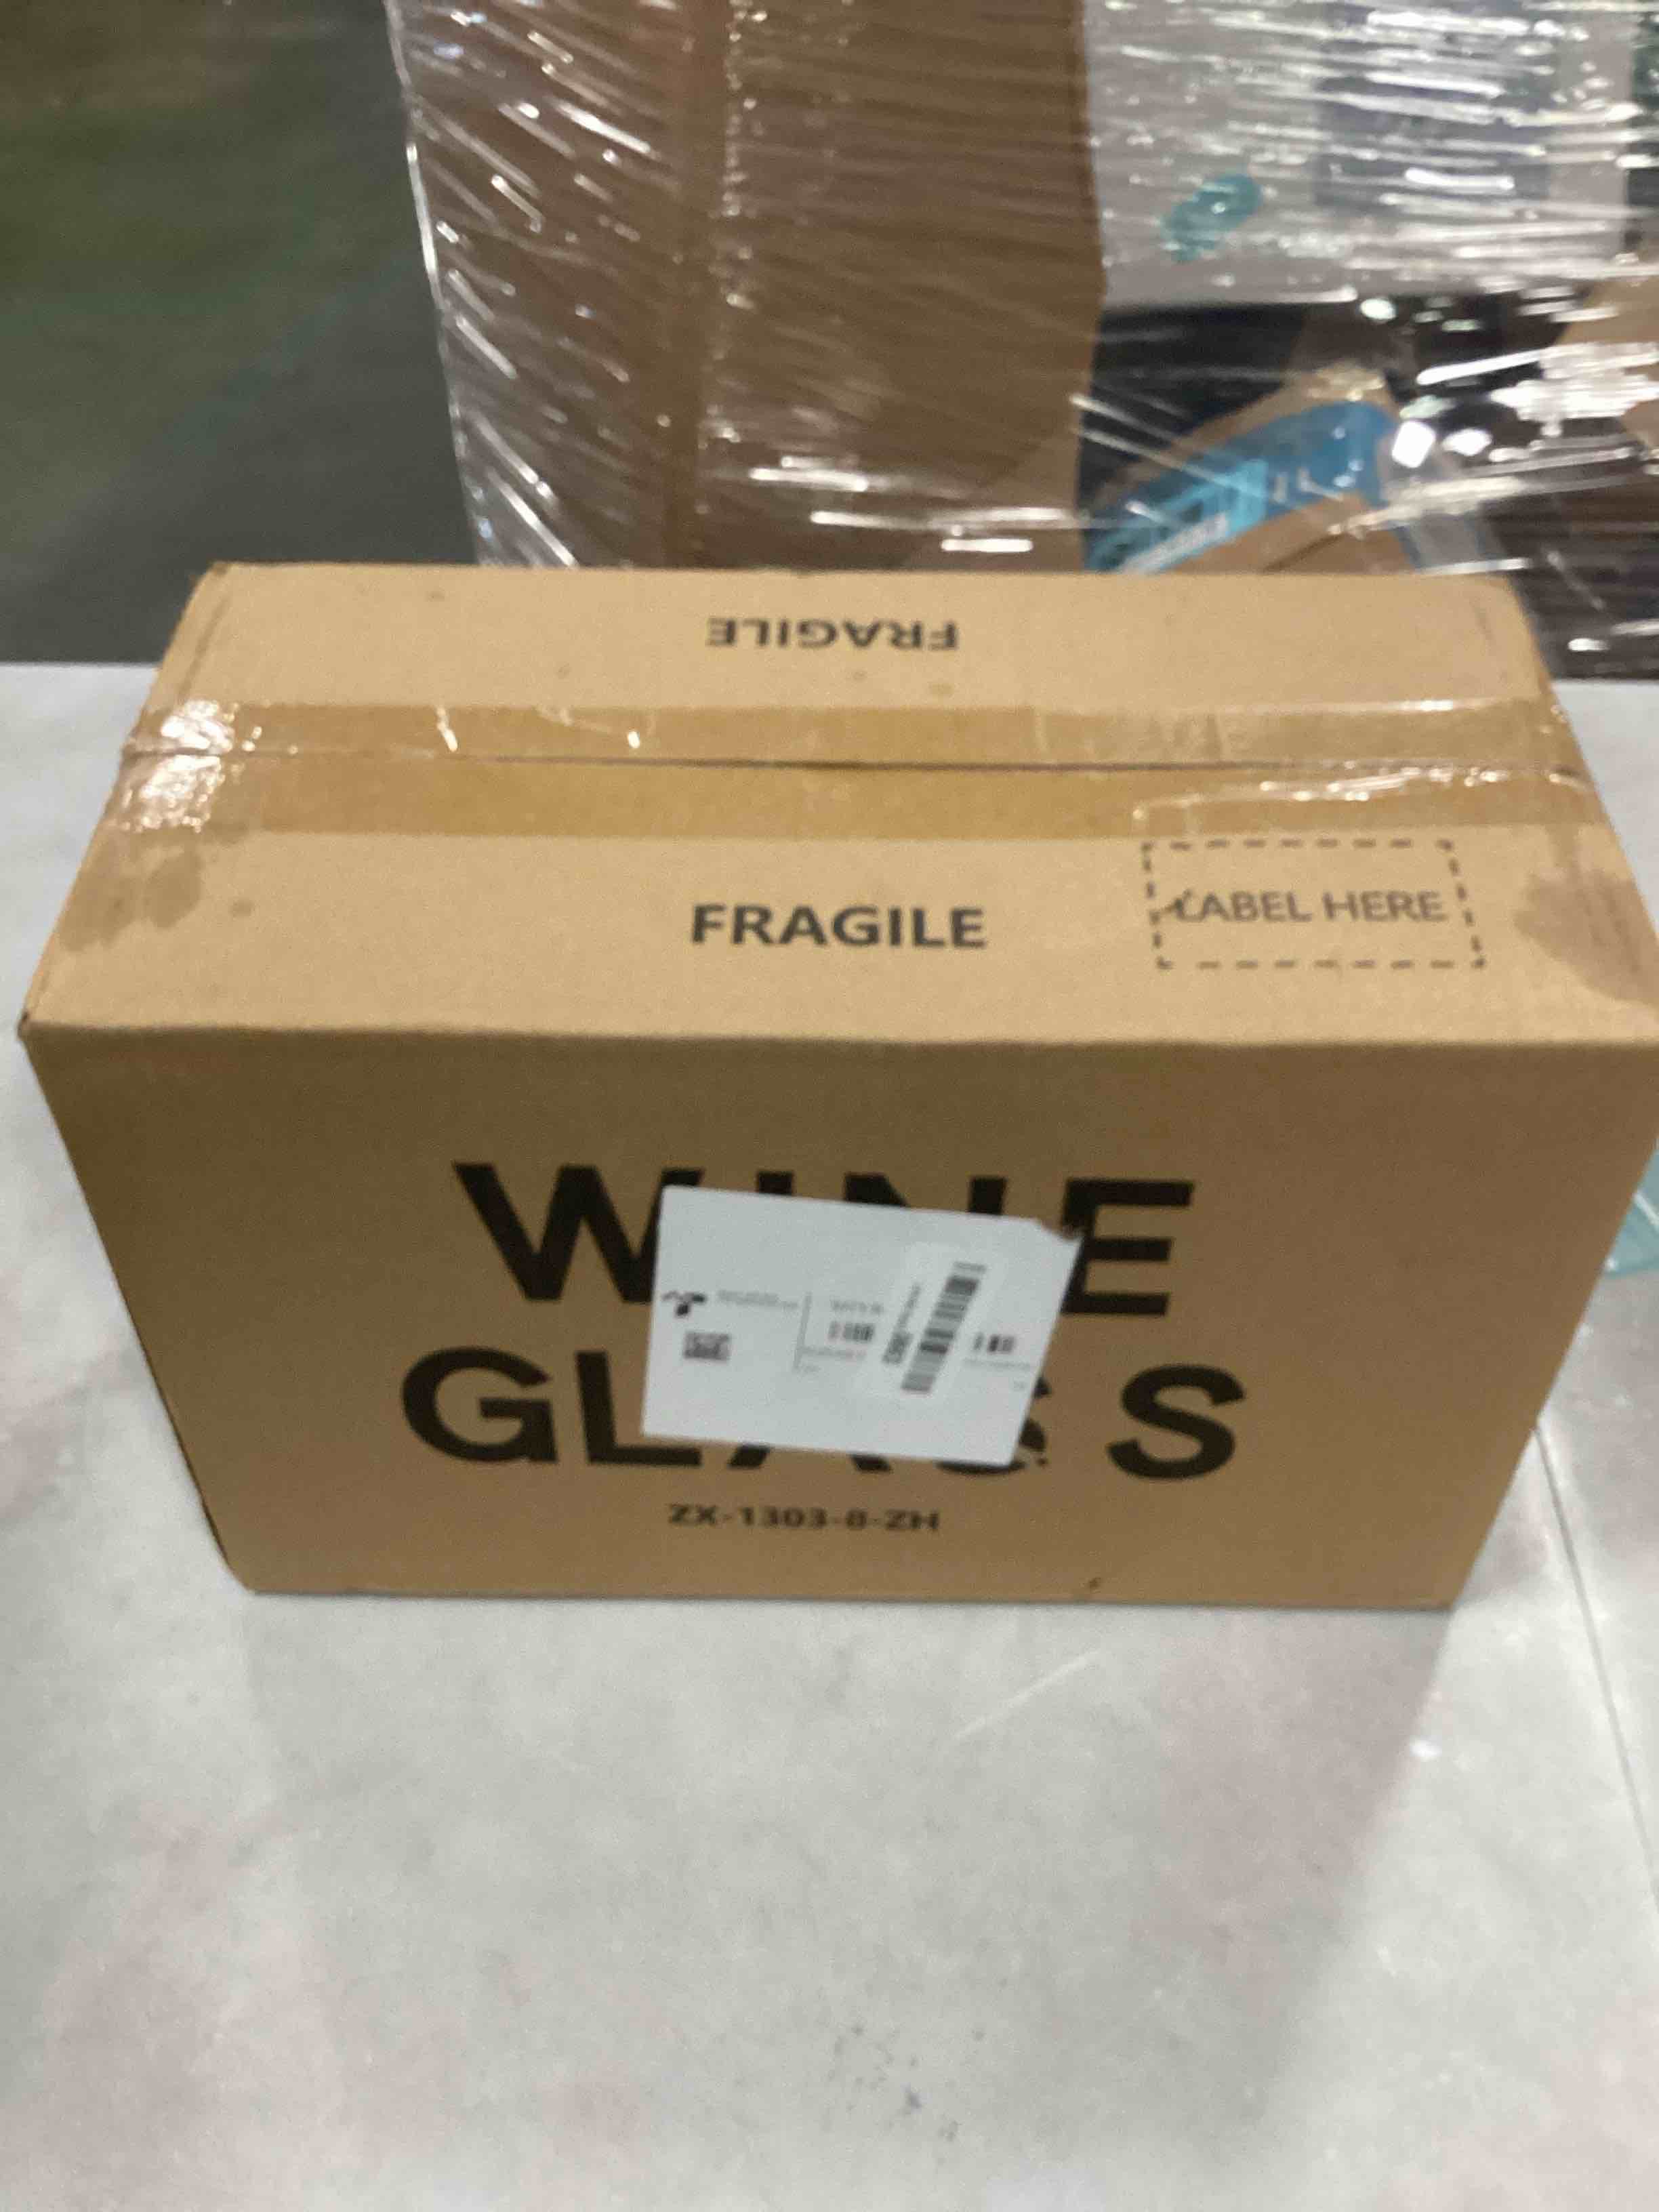 FRAGILE
FRAGILE
LABEL HERE
WINE
GLASS
ZX-1303-8-ZH